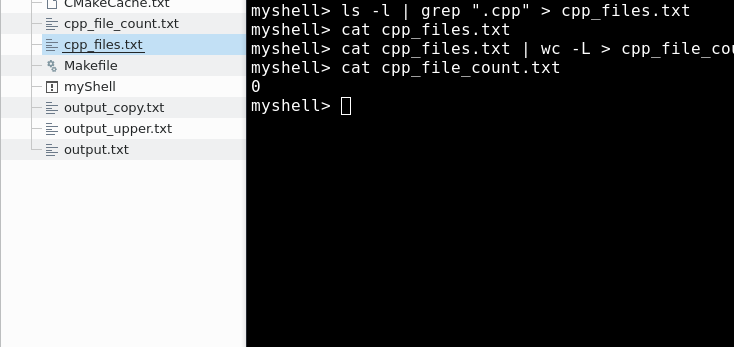 CMakeCache.txt
cpp_file_count.txt
cpp_files.txt
Makefile
myShell
output_copy.txt
output_upper.txt
output.txt
myshell> ls -l | grep ".cpp" > cpp_files.txt
myshell> cat cpp_files.txt
myshell> cat cpp_files.txt | wc -L > cpp_file_cou
myshell> cat cpp_file_count.txt
0
myshell>